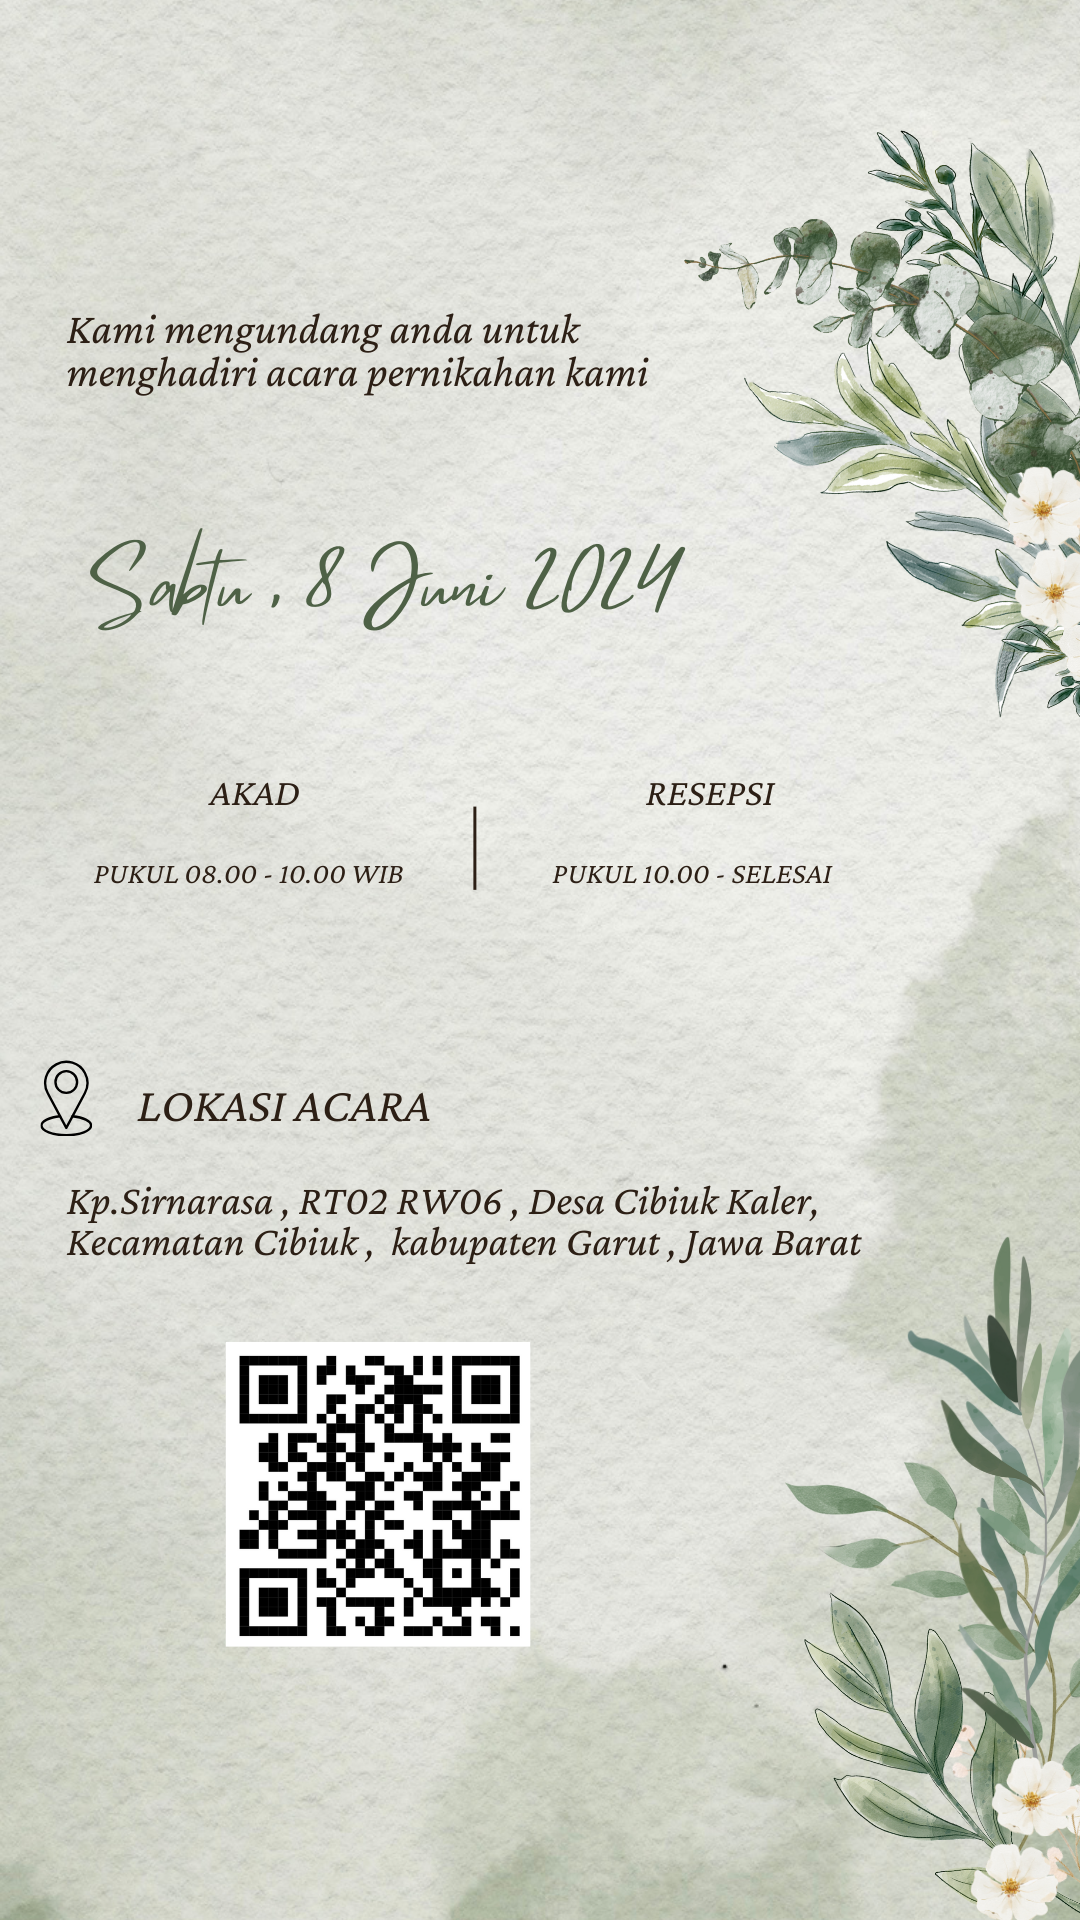 Kami mengundang anda untuk
menghadiri acara pernikahan kami
Sabtu , 8 Juni 2024
AKAD
RESEPSI
PUKUL 08.00 - 10.00 WIB
PUKUL 10.00 - SELESAI
LOKASI ACARA
Kp.Sirnarasa , RT02 RW06 , Desa Cibiuk Kaler,
Kecamatan Cibiuk ,  kabupaten Garut , Jawa Barat